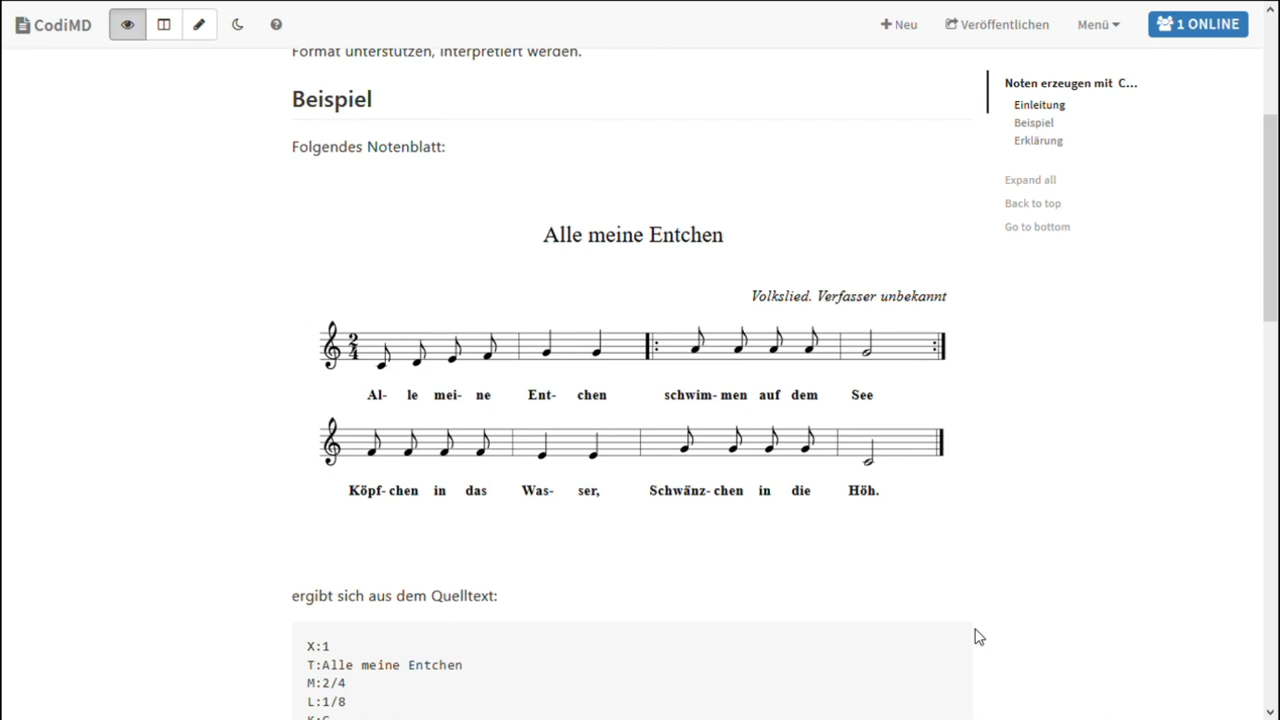 CodiMD
Neu
Veröffentlichen
Menü
1 ONLINE
Format unterstützen, interpretiert werden.
Beispiel
Folgendes Notenblatt:
Alle meine Entchen
Volkslied. Verfasser unbekannt
2
4
Al- le mei- ne Ent- chen schwim- men auf dem See
Köpf- chen in das Was- ser, Schwänz- chen in die Höh.
ergibt sich aus dem Quelltext:
X:1
T:Alle meine Entchen
M:2/4
L:1/8
Noten erzeugen mit C...
Einleitung
Beispiel
Erklärung
Expand all
Back to top
Go to bottom